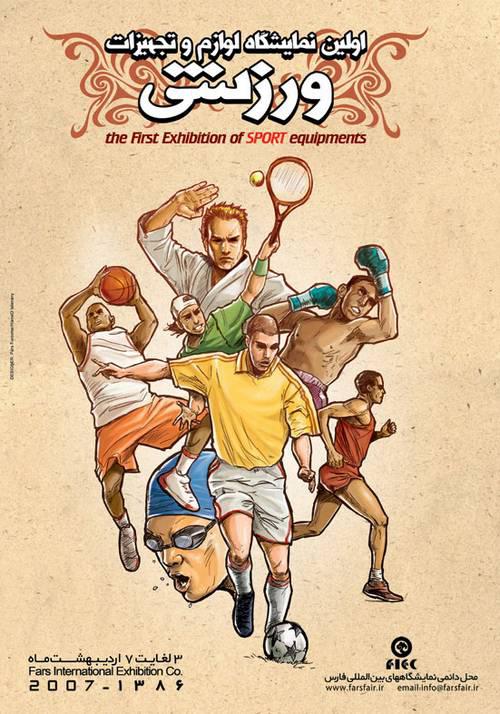 اولین نمایشگاه لوازم و تجهیزات
ورزشی
the First Exhibition of SPORT equipments
۳ لغایت ۷ اردیبهشت ماه
Fars International Exhibition Co.
2007-۱۳۸۶
FIEC
محل دائمی نمایشگاههای بین المللی فارس
www.farsfair.ir email-info@farsfair.ir